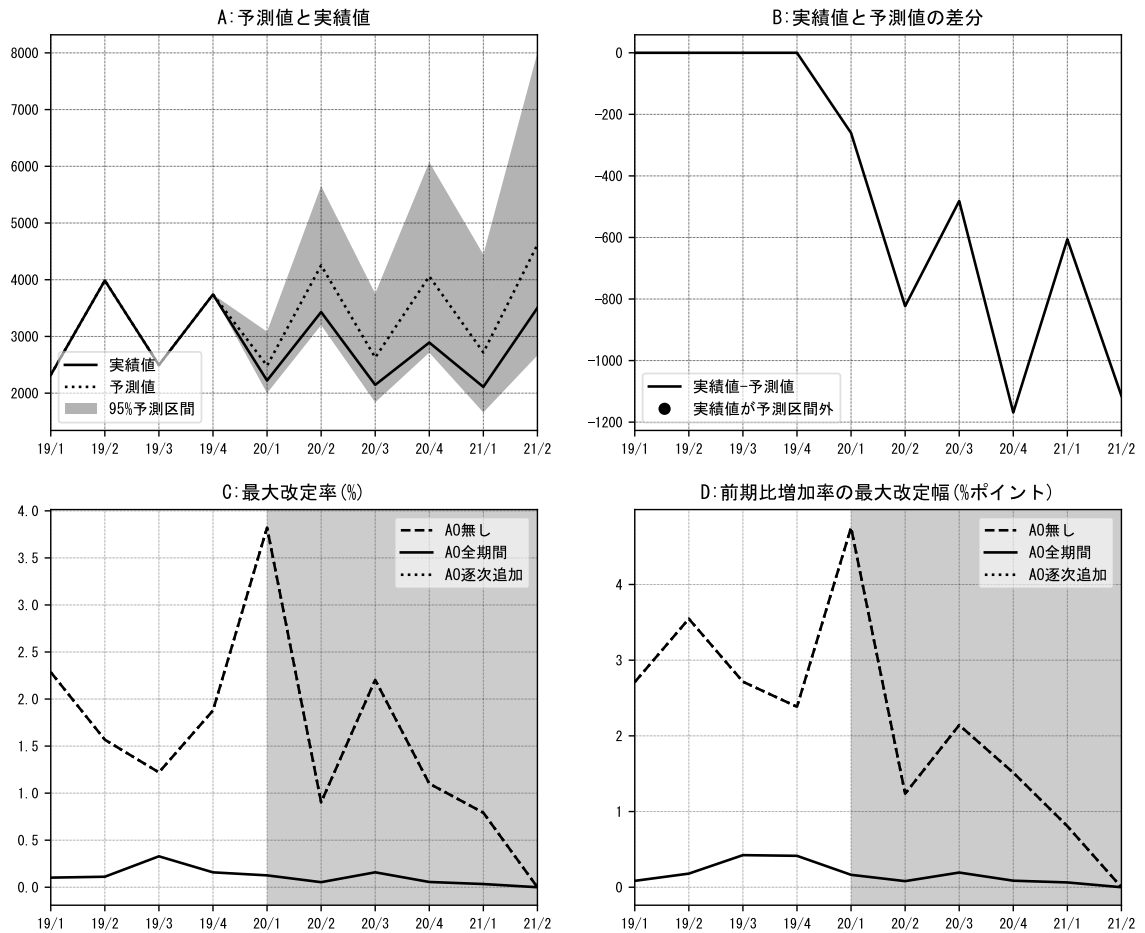 A:予測値と実績値
8000
7000
6000
5000
4000
3000
2000
実績値
予測値
95%予測区間
19/1 19/2 19/3 19/4 20/1 20/2 20/3 20/4 21/1 21/2
B:実績値と予測値の差分
0
-200
-400
-600
-800
-1000
-1200
実績値-予測値
実績値が予測区間外
19/1 19/2 19/3 19/4 20/1 20/2 20/3 20/4 21/1 21/2
C:最大改定率(%)
4.0
3.5
3.0
2.5
2.0
1.5
1.0
0.5
0.0
AO無し
AO全期間
AO逐次追加
19/1 19/2 19/3 19/4 20/1 20/2 20/3 20/4 21/1 21/2
D:前期比増加率の最大改定幅(%ポイント)
4
3
2
1
0
AO無し
AO全期間
AO逐次追加
19/1 19/2 19/3 19/4 20/1 20/2 20/3 20/4 21/1 21/2